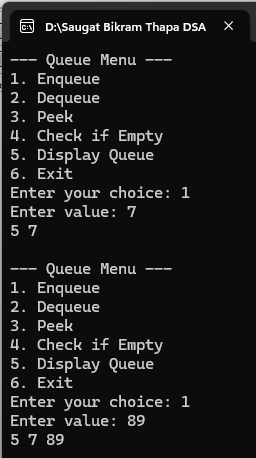 D:\Saugat Bikram Thapa DSA
--- Queue Menu ---
1. Enqueue
2. Dequeue
3. Peek
4. Check if Empty
5. Display Queue
6. Exit
Enter your choice: 1
Enter value: 7
5 7
--- Queue Menu ---
1. Enqueue
2. Dequeue
3. Peek
4. Check if Empty
5. Display Queue
6. Exit
Enter your choice: 1
Enter value: 89
5 7 89